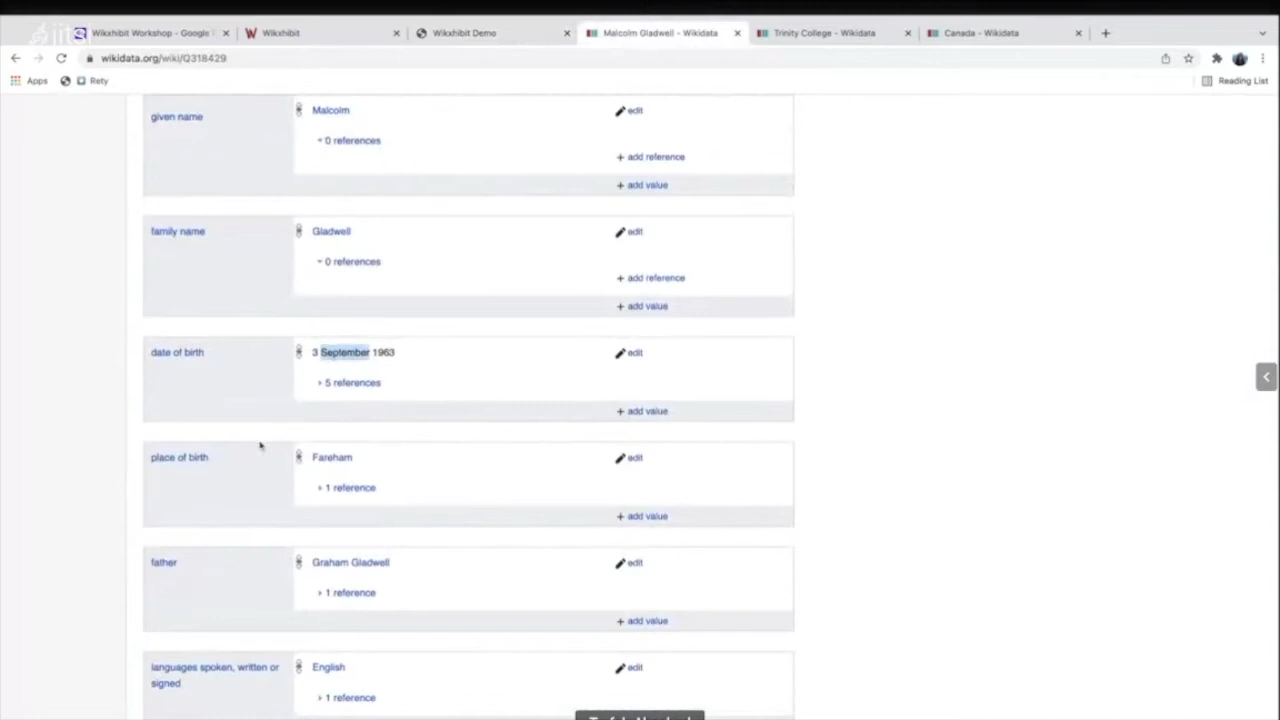 Wikxhibit Workshop - Google
Wikxhibit
Wikxhibit Demo
Malcolm Gladwell - Wikidata
Trinity College - Wikidata
Canada - Wikidata
wikidata.org/wiki/Q318429
Apps
Rety
Reading List
given name
Malcolm
edit
0 references
+ add reference
+ add value
family name
Gladwell
edit
0 references
+ add reference
+ add value
date of birth
3 September 1963
edit
5 references
+ add value
place of birth
Fareham
edit
1 reference
+ add value
father
Graham Gladwell
edit
1 reference
+ add value
languages spoken, written or
signed
English
edit
1 reference